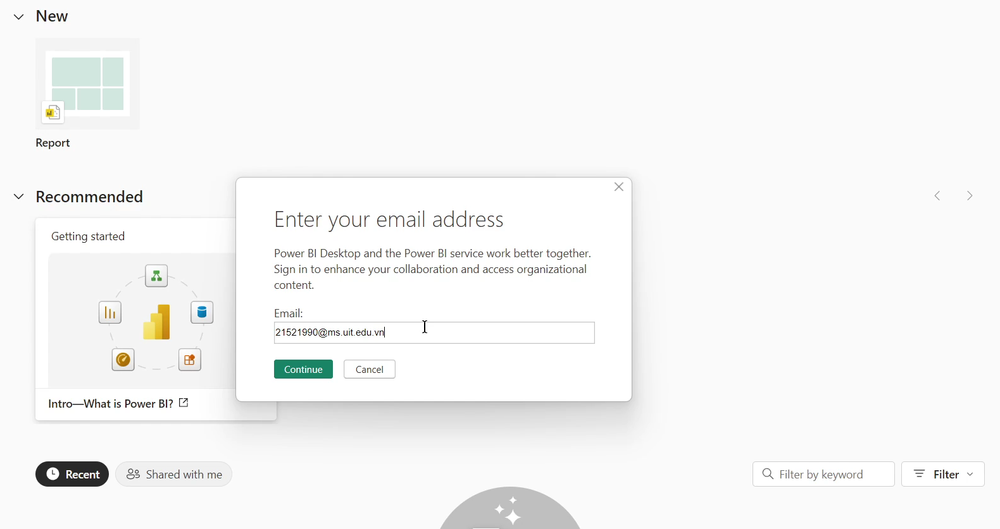 New
Report
Recommended
Getting started
Intro—What is Power BI?
Enter your email address
Power BI Desktop and the Power BI service work better together.
Sign in to enhance your collaboration and access organizational
content.
Email:
21521990@ms.uit.edu.vn
Continue
Cancel
Recent
Shared with me
Filter by keyword
Filter